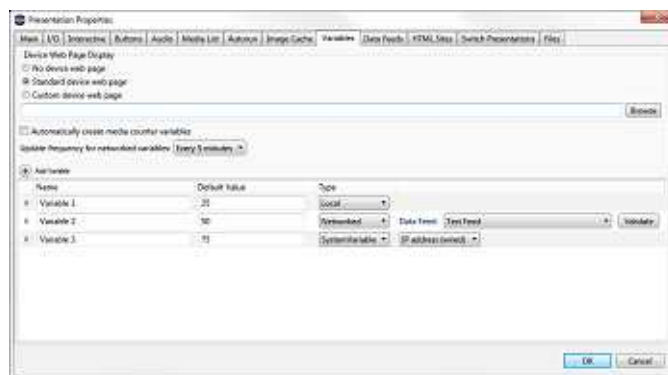 Presentation Properties
Main I/O Interactive Buttons Audio Media List Autorun Image Cache Variables Data Feeds HTML Sites Switch Presentations Files
Device Web Page Display
No device web page
Standard device web page
Custom device web page
Browse
Automatically create media counter variables
Update frequency for networked variables: Every 5 minutes
Add Variable
Name Default Value Type
Variable 1 25 Local
Variable 2 50 Networked Data Feed: Text Feed Validate
Variable 3 75 System Variable IP address (wired)
OK Cancel